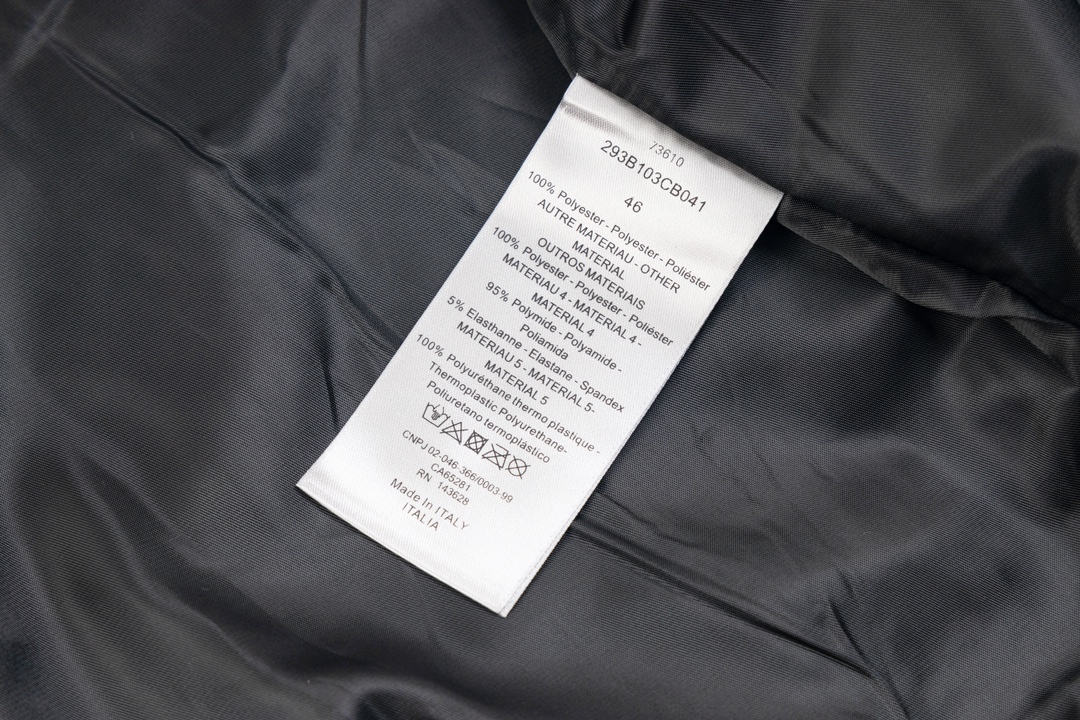 73610
293B103CB041
46
100% Polyester - Polyester - Poliéster
AUTRE MATERIAU - OTHER
MATERIAL
OUTROS MATERIAIS
100% Polyester - Polyester - Poliéster
MATERIAU 4 - MATERIAL 4 -
MATERIAL 4
95% Polymide - Polyamide -
Poliamida
5% Elasthanne - Elastane - Spandex
MATERIAU 5 - MATERIAL 5-
MATERIAL 5
100% Polyuréthane thermo plastique -
Thermoplastic Polyurethane-
Poliuretano termoplástico
CNPJ 02-046-366/0003-99
CA65281
RN 143628
Made In ITALY
ITALIA